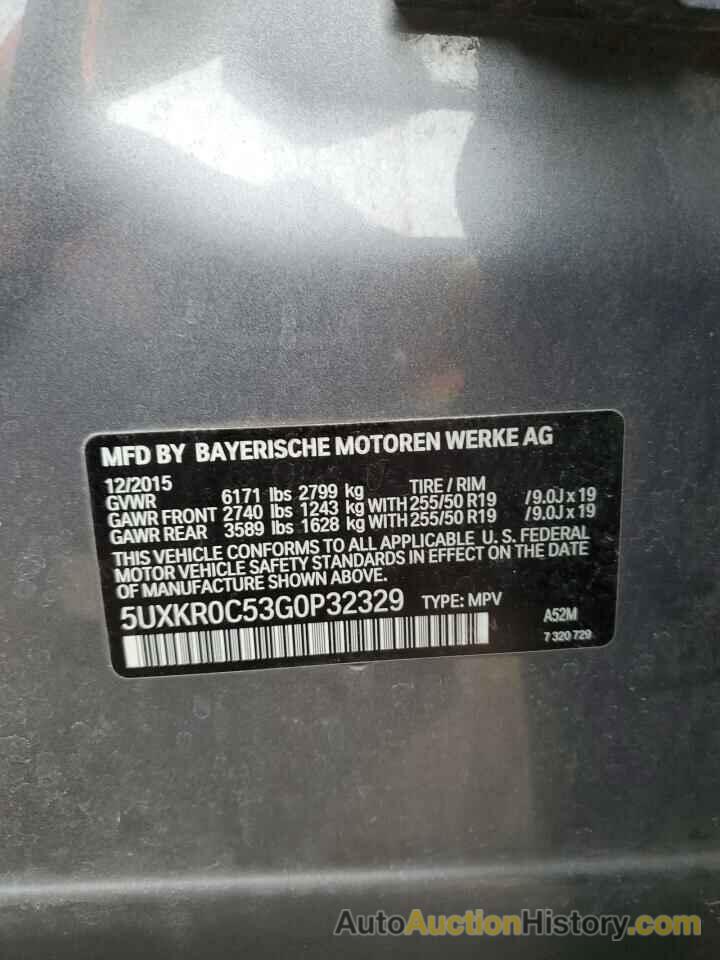 MFD BY BAYERISCHE MOTOREN WERKE AG
12/2015
TIRE / RIM
GVWR 6171 lbs 2799 kg
GAWR FRONT 2740 lbs 1243 kg WITH 255/50 R19 /9.0J x 19
GAWR REAR 3589 lbs 1628 kg WITH 255/50 R19 /9.0J x 19
THIS VEHICLE CONFORMS TO ALL APPLICABLE U. S. FEDERAL
MOTOR VEHICLE SAFETY STANDARDS IN EFFECT ON THE DATE
OF MANUFACTURE SHOWN ABOVE.
5UXKR0C53G0P32329 TYPE: MPV A52M
7 320 729
AutoAuctionHistory.com